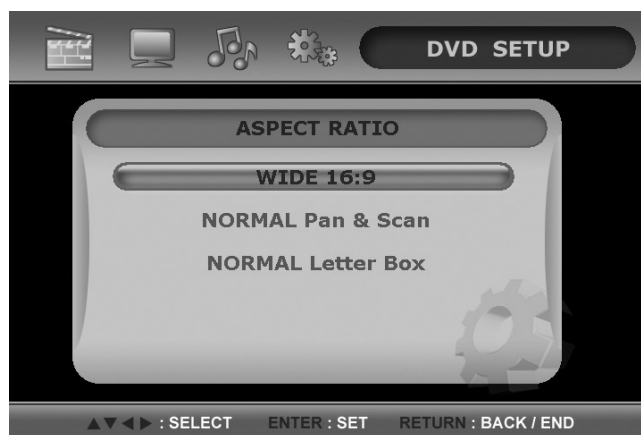 DVD SETUP
ASPECT RATIO
WIDE 16:9
NORMAL Pan & Scan
NORMAL Letter Box
▲▼◀▶ : SELECT ENTER : SET RETURN : BACK / END